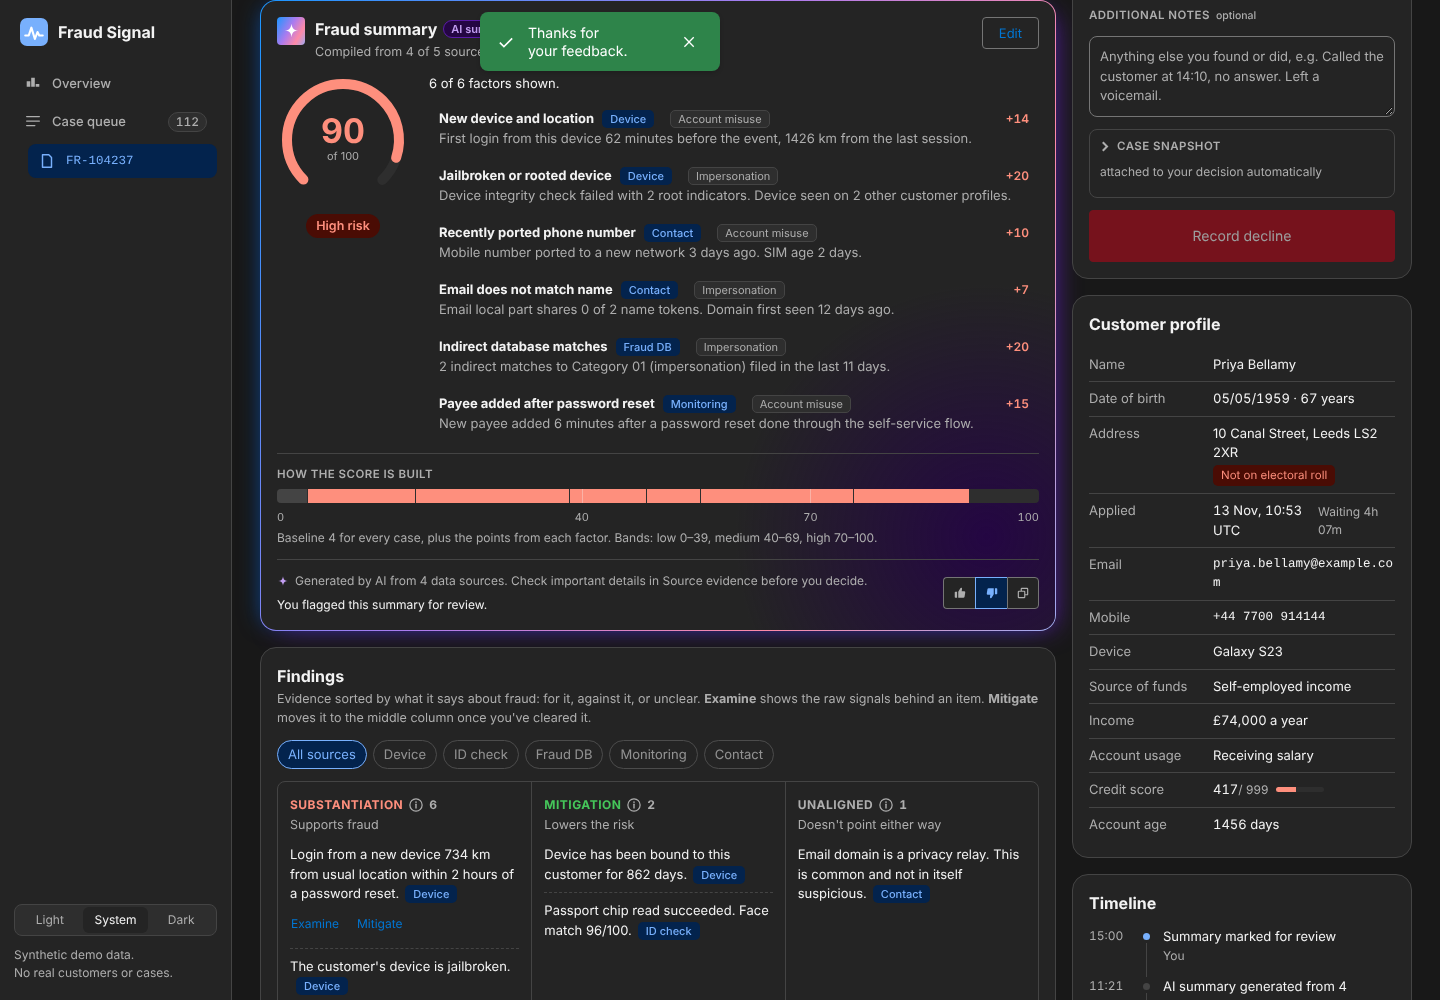 Fraud Signal
Overview
Case queue 112
FR-104237
Light System Dark
Synthetic demo data.
No real customers or cases.
Fraud summary
Compiled from 4 of 5
Edit
Thanks for
your feedback.
90
of 100
High risk
6 of 6 factors shown.
New device and location Device Account misuse +14
First login from this device 62 minutes before the event, 1426 km from the last session.
Jailbroken or rooted device Device Impersonation +20
Device integrity check failed with 2 root indicators. Device seen on 2 other customer profiles.
Recently ported phone number Contact Account misuse +10
Mobile number ported to a new network 3 days ago. SIM age 2 days.
Email does not match name Contact Impersonation +7
Email local part shares 0 of 2 name tokens. Domain first seen 12 days ago.
Indirect database matches Fraud DB Impersonation +20
2 indirect matches to Category 01 (impersonation) filed in the last 11 days.
Payee added after password reset Monitoring Account misuse +15
New payee added 6 minutes after a password reset done through the self-service flow.
HOW THE SCORE IS BUILT
0 40 70 100
Baseline 4 for every case, plus the points from each factor. Bands: low 0–39, medium 40–69, high 70–100.
Generated by AI from 4 data sources. Check important details in Source evidence before you decide.
You flagged this summary for review.
Findings
Evidence sorted by what it says about fraud: for it, against it, or unclear. Examine shows the raw signals behind an item. Mitigate
moves it to the middle column once you've cleared it.
All sources Device ID check Fraud DB Monitoring Contact
SUBSTANTIATION 6
Supports fraud
Login from a new device 734 km
from usual location within 2 hours of
a password reset. Device
Examine Mitigate
The customer's device is jailbroken.
Device
MITIGATION 2
Lowers the risk
Device has been bound to this
customer for 862 days. Device
Passport chip read succeeded. Face
match 96/100. ID check
UNALIGNED 1
Doesn't point either way
Email domain is a privacy relay. This
is common and not in itself
suspicious. Contact
ADDITIONAL NOTES optional
Anything else you found or did, e.g. Called the
customer at 14:10, no answer. Left a
voicemail.
CASE SNAPSHOT
attached to your decision automatically
Record decline
Customer profile
Name Priya Bellamy
Date of birth 05/05/1959 · 67 years
Address 10 Canal Street, Leeds LS2
2XR
Not on electoral roll
Applied 13 Nov, 10:53 Waiting 4h
UTC 07m
Email priya.bellamy@example.co
m
Mobile +44 7700 914144
Device Galaxy S23
Source of funds Self-employed income
Income £74,000 a year
Account usage Receiving salary
Credit score 417/ 999
Account age 1456 days
Timeline
15:00 Summary marked for review
You
11:21 AI summary generated from 4